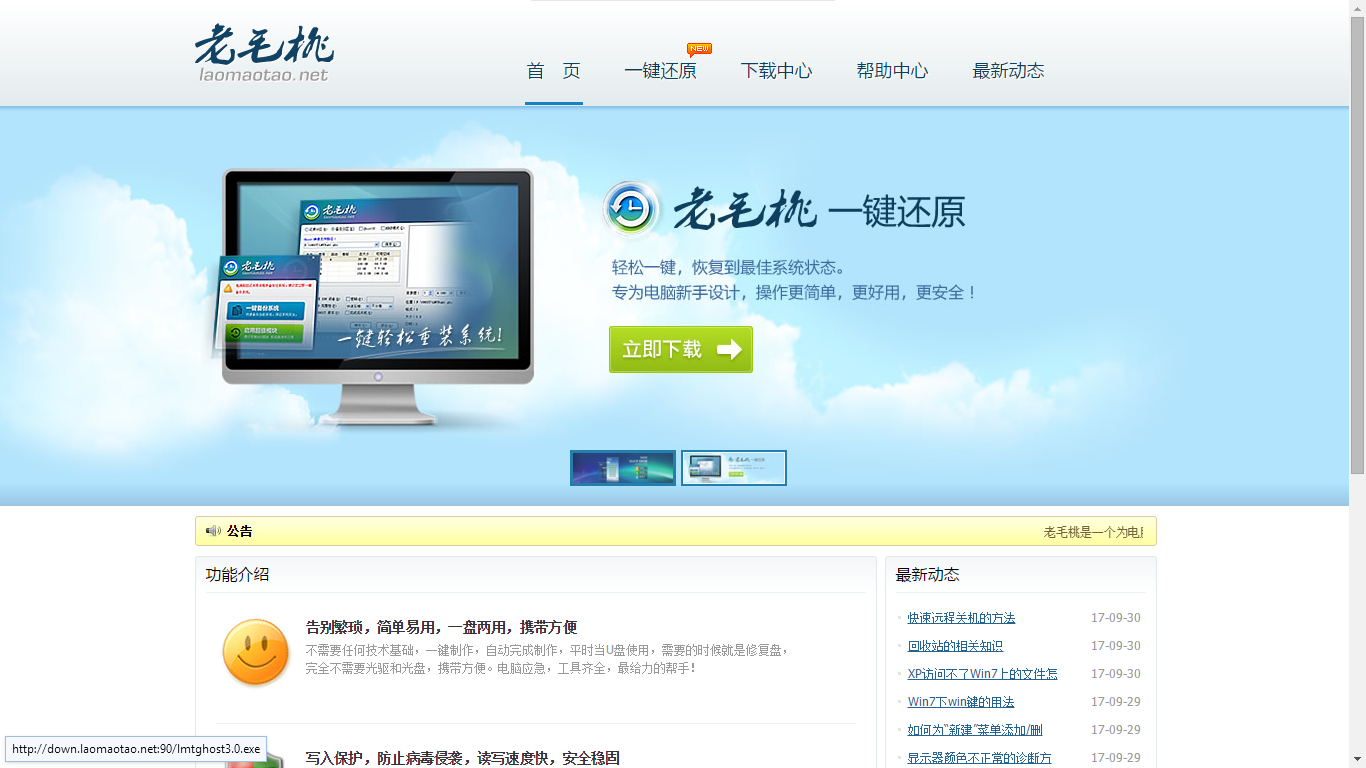 老毛桃
laomaotao.net
NEW
首 页
一键还原
下载中心
帮助中心
最新动态
老毛桃
老毛桃
一键备份系统
一键轻松重装系统!
老毛桃 一键还原
轻松一键，恢复到最佳系统状态。
专为电脑新手设计，操作更简单，更好用，更安全！
立即下载
公告
老毛桃是一个为电
功能介绍
告别繁琐，简单易用，一盘两用，携带方便
不需要任何技术基础，一键制作，自动完成制作，平时当U盘使用，需要的时候就是修复盘，
完全不需要光驱和光盘，携带方便。电脑应急，工具齐全，最给力的帮手!
写入保护，防止病毒侵袭，读写速度快，安全稳固
最新动态
快速远程关机的方法 17-09-30
回收站的相关知识 17-09-30
XP访问不了Win7上的文件怎 17-09-30
Win7下win键的用法 17-09-29
如何为“新建”菜单添加/删 17-09-29
显示器颜色不正常的诊断方 17-09-29
http://down.laomaotao.net:90/lmtghost3.0.exe